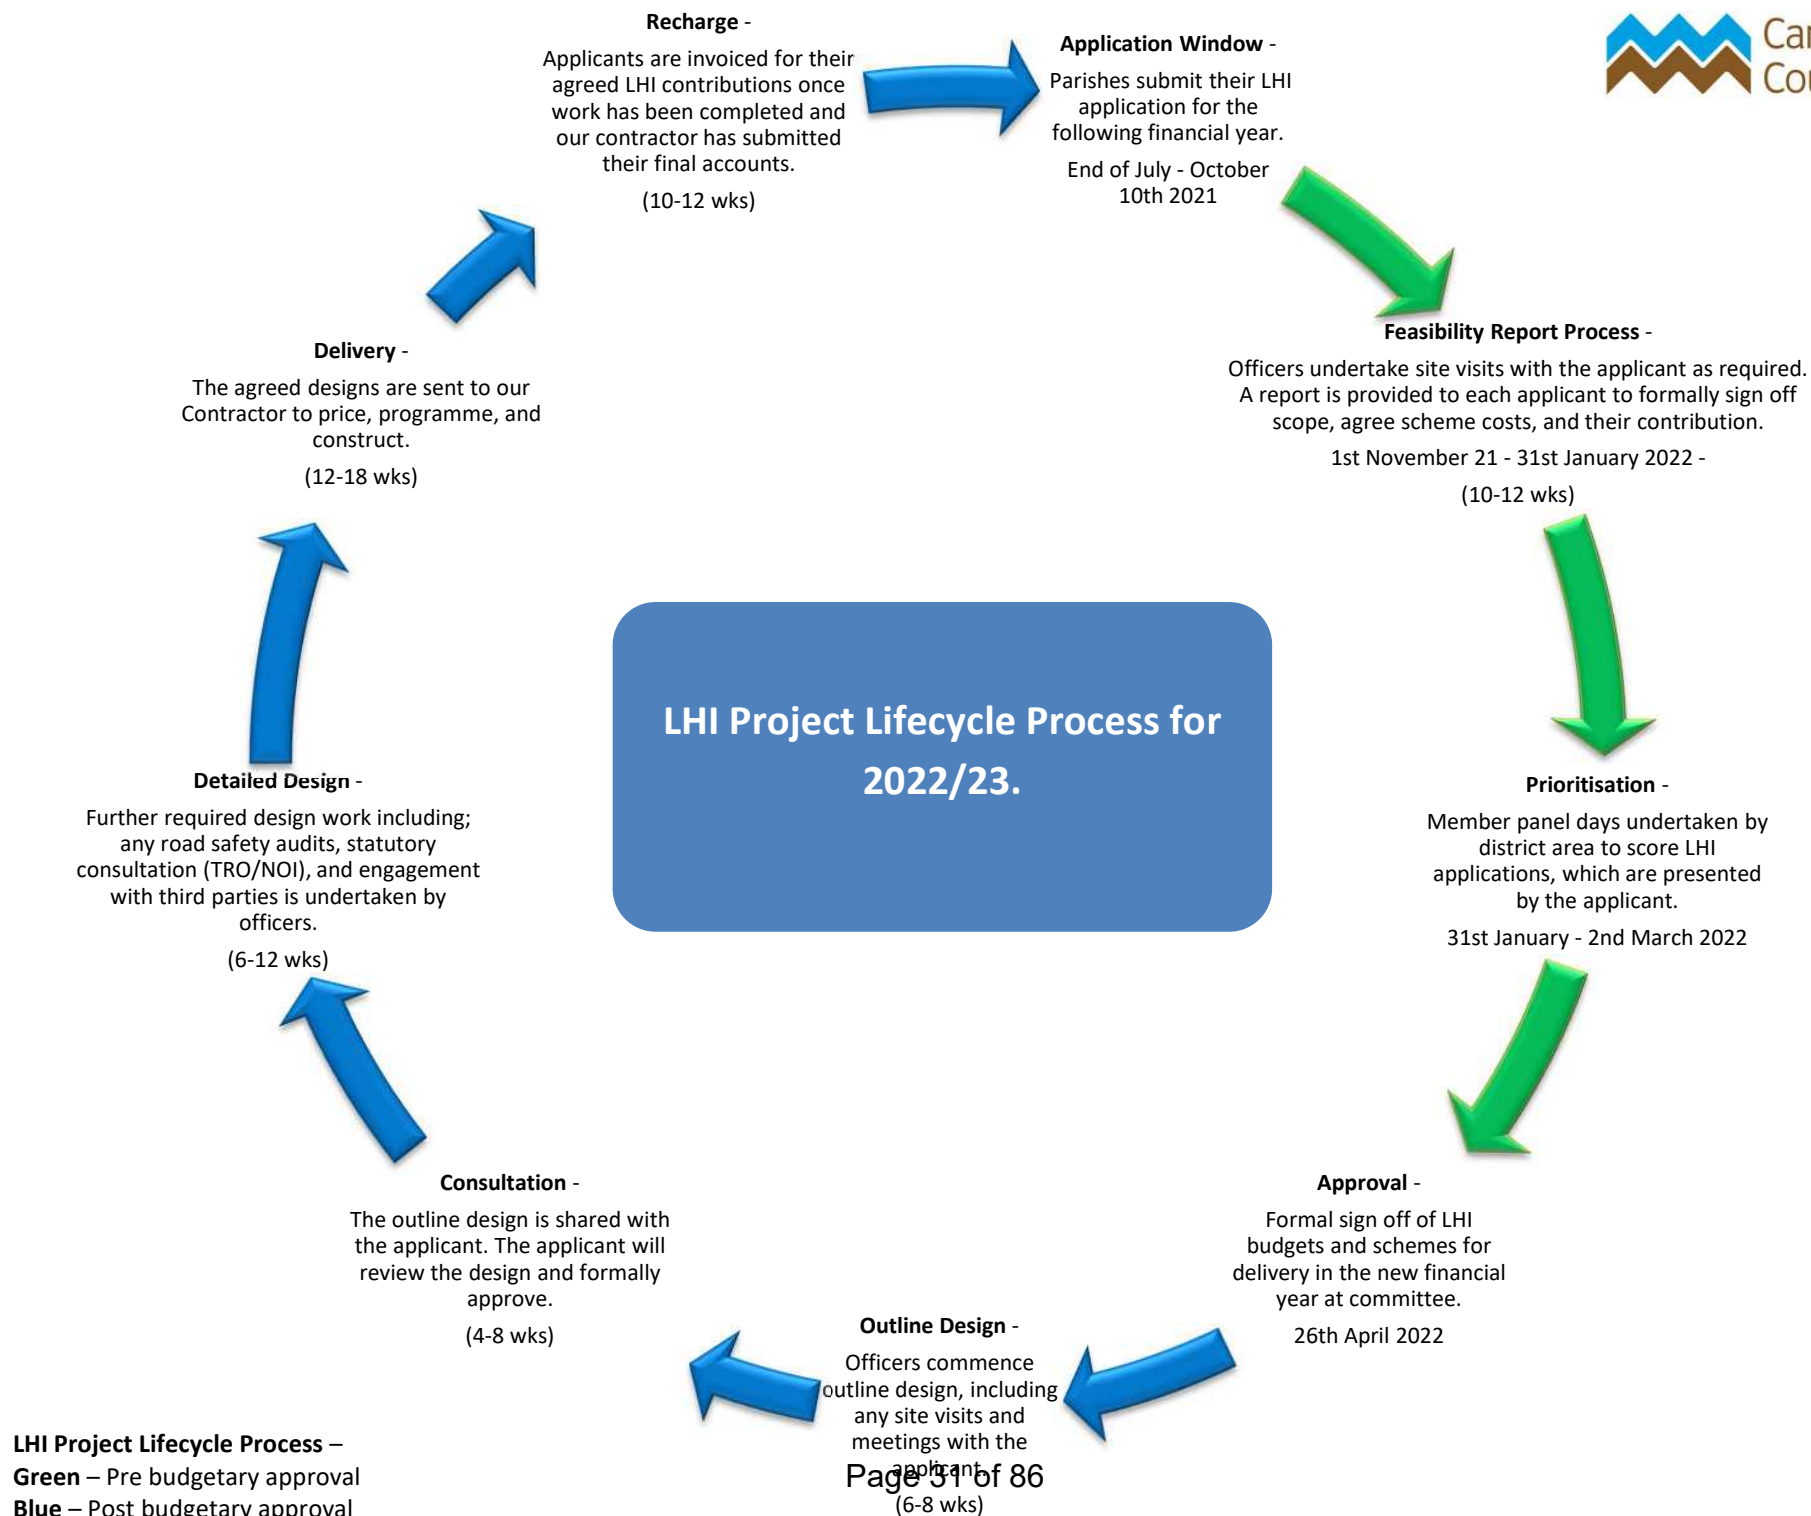 Recharge -
Applicants are invoiced for their
agreed LHI contributions once
work has been completed and
our contractor has submitted
their final accounts.
(10-12 wks)
Application Window -
Parishes submit their LHI
application for the
following financial year.
End of July - October
10th 2021
Feasibility Report Process -
Officers undertake site visits with the applicant as required.
A report is provided to each applicant to formally sign off
scope, agree scheme costs, and their contribution.
1st November 21 - 31st January 2022 -
(10-12 wks)
Prioritisation -
Member panel days undertaken by
district area to score LHI
applications, which are presented
by the applicant.
31st January - 2nd March 2022
Approval -
Formal sign off of LHI
budgets and schemes for
delivery in the new financial
year at committee.
26th April 2022
Outline Design -
Officers commence
outline design, including
any site visits and
meetings with the
applicant.
(6-8 wks)
Consultation -
The outline design is shared with
the applicant. The applicant will
review the design and formally
approve.
(4-8 wks)
Detailed Design -
Further required design work including;
any road safety audits, statutory
consultation (TRO/NOI), and engagement
with third parties is undertaken by
officers.
(6-12 wks)
Delivery -
The agreed designs are sent to our
Contractor to price, programme, and
construct.
(12-18 wks)
LHI Project Lifecycle Process for
2022/23.
LHI Project Lifecycle Process –
Green – Pre budgetary approval
Blue – Post budgetary approval
Page 31 of 86